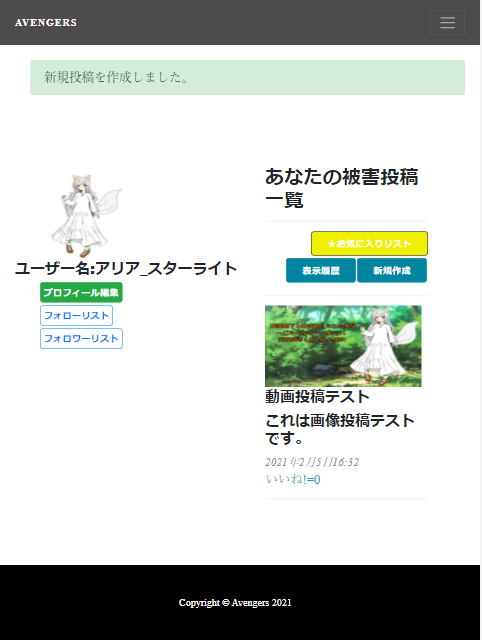 AVENGERS
新規投稿を作成しました。
ユーザー名:アリア_スターライト
プロフィール編集
フォローリスト
フォロワーリスト
あなたの被害投稿
一覧
★お気に入りリスト
表示履歴
新規作成
動画投稿テスト
これは画像投稿テスト
です。
2021年2月5日16:32
いいね!=0
Copyright © Avengers 2021